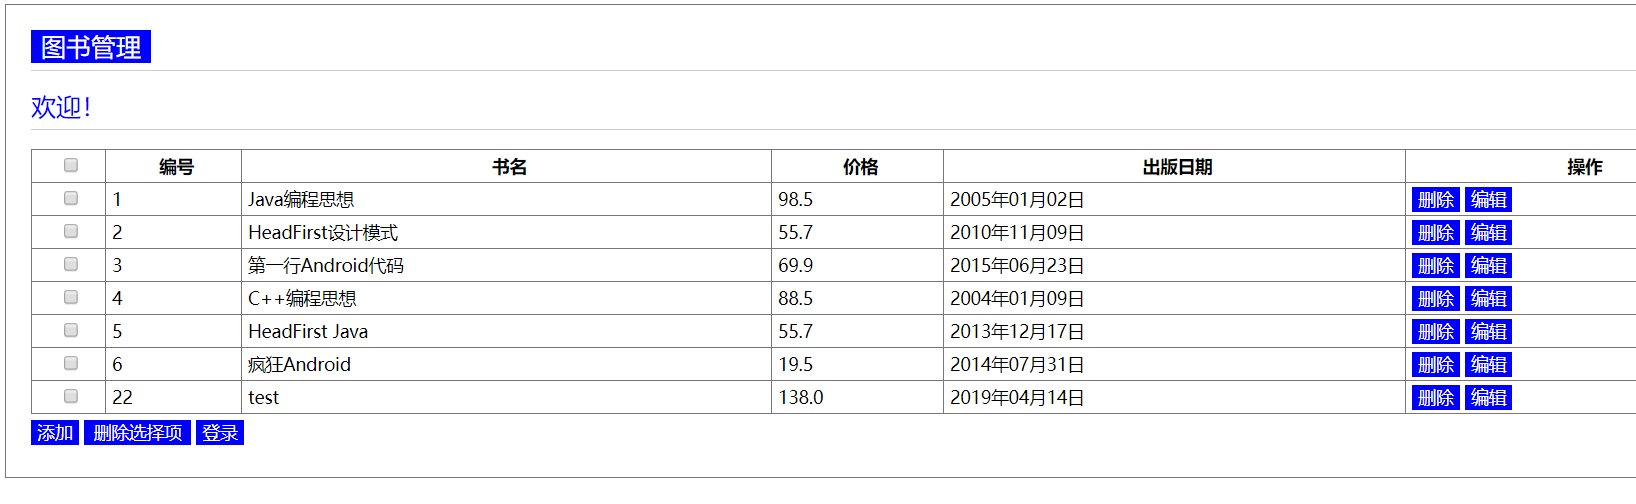 图书管理
欢迎!
编号 书名 价格 出版日期 操作
1 Java编程思想 98.5 2005年01月02日 删除 编辑
2 HeadFirst设计模式 55.7 2010年11月09日 删除 编辑
3 第一行Android代码 69.9 2015年06月23日 删除 编辑
4 C++编程思想 88.5 2004年01月09日 删除 编辑
5 HeadFirst Java 55.7 2013年12月17日 删除 编辑
6 疯狂Android 19.5 2014年07月31日 删除 编辑
22 test 138.0 2019年04月14日 删除 编辑
添加 删除选择项 登录